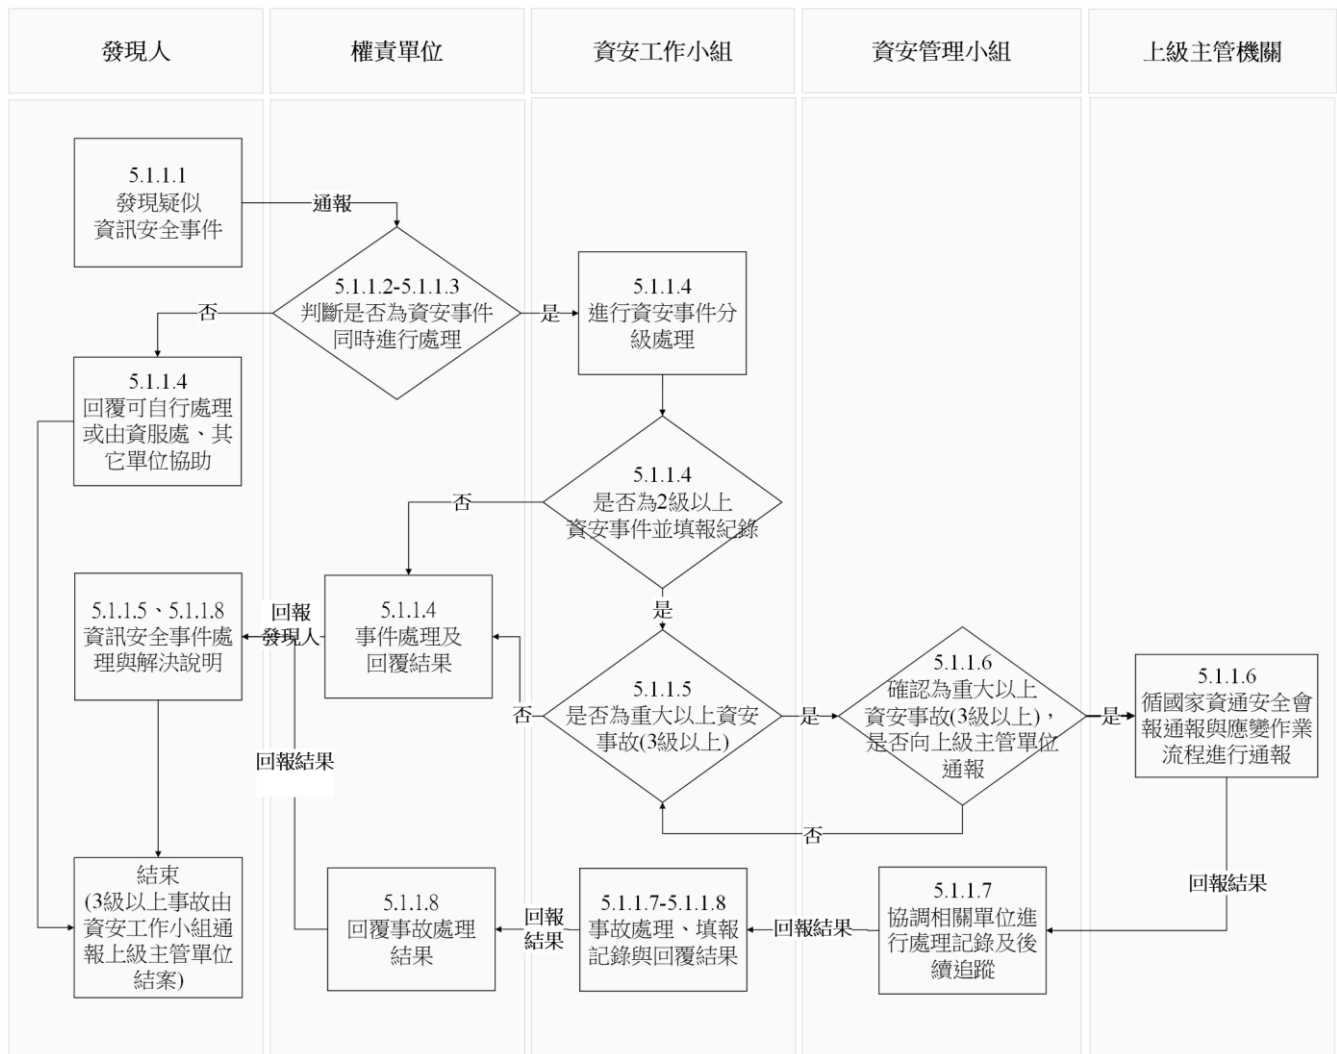 發現人
權責單位
資安工作小組
資安管理小組
上級主管機關
5.1.1.1
發現疑似
資訊安全事件
通報
5.1.1.2-5.1.1.3
判斷是否為資安事件
同時進行處理
否
是
5.1.1.4
進行資安事件分
級處理
5.1.1.4
回覆可自行處理
或由資服處、其
它單位協助
5.1.1.4
是否為2級以上
資安事件並填報紀錄
否
是
5.1.1.4
事件處理及
回覆結果
回報
發現人
5.1.1.5、5.1.1.8
資訊安全事件處
理與解決說明
5.1.1.5
是否為重大以上資安
事故(3級以上)
否
是
5.1.1.6
確認為重大以上
資安事故(3級以上)，
是否向上級主管單位
通報
是
否
5.1.1.6
循國家資通安全會
報通報與應變作業
流程進行通報
回報結果
5.1.1.7
協調相關單位進
行處理記錄及後
續追蹤
回報結果
5.1.1.7-5.1.1.8
事故處理、填報
記錄與回覆結果
回報
結果
5.1.1.8
回覆事故處理
結果
回報結果
結束
(3級以上事故由
資安工作小組通
報上級主管單位
結案)